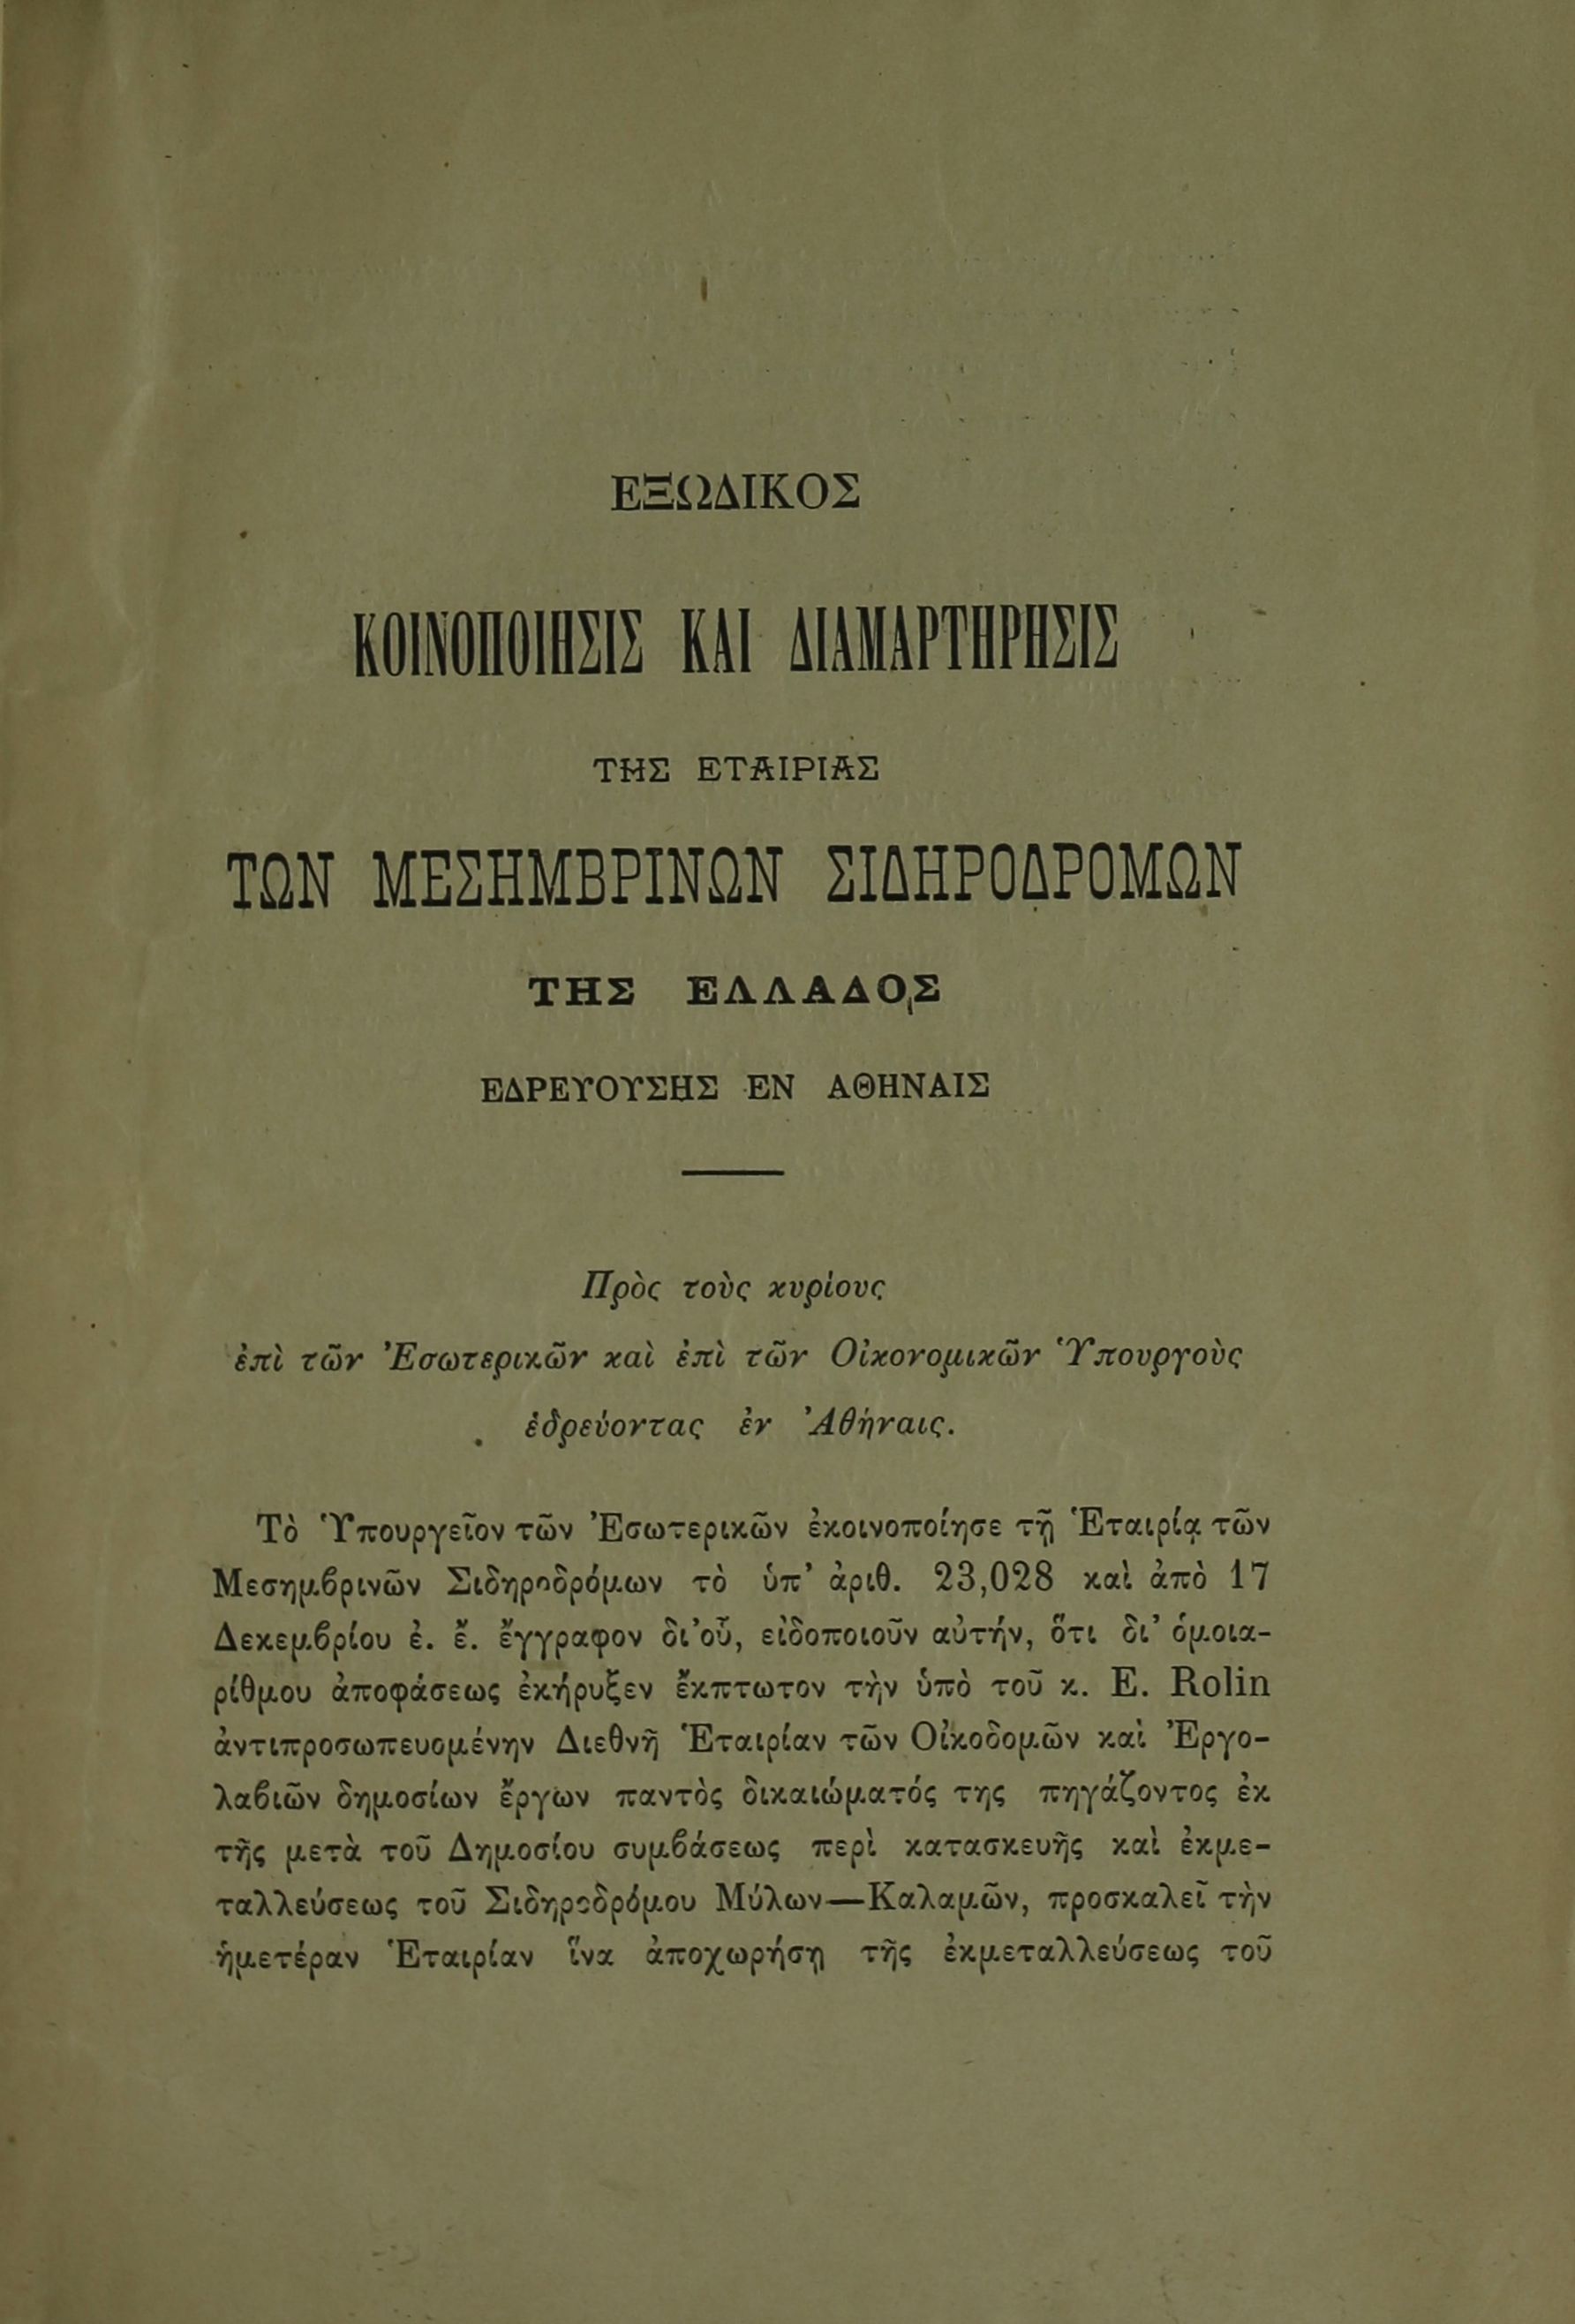 ΕΞΩΔΙΚΟΣ
ΚΟΙΝΟΠΟΙΗΣΙΣ ΚΑΙ ΔΙΑΜΑΡΤΗΡΗΣΙΣ
ΤΗΣ ΕΤΑΙΡΙΑΣ
ΤΩΝ ΜΕΣΗΜΒΡΙΝΩΝ ΣΙΔΗΡΟΔΡΟΜΩΝ
ΤΗΣ ΕΛΛΑΔΟΣ
ΕΔΡΕΥΟΥΣΗΣ ΕΝ ΑΘΗΝΑΙΣ
Πρὸς τοὺς κυρίους
ἐπὶ τῶν Ἐσωτερικῶν καὶ ἐπὶ τῶν Οἰκονομικῶν Ὑπουργοὺς
ἑδρεύοντας ἐν Ἀθήναις.
Τὸ Ὑπουργεῖον τῶν Ἐσωτερικῶν ἐκοινοποίησε τῇ Ἑταιρίᾳ τῶν
Μεσημβρινῶν Σιδηροδρόμων τὸ ὑπ’ ἀριθ. 23,028 καὶ ἀπὸ 17
Δεκεμβρίου ἐ. ἔ. ἔγγραφον δι’οὗ, εἰδοποιοῦν αὐτήν, ὅτι δι’ ὁμοια-
ρίθμου ἀποφάσεως ἐκήρυξεν ἔκπτωτον τὴν ὑπὸ τοῦ κ. E. Rolin
ἀντιπροσωπευομένην Διεθνῆ Ἑταιρίαν τῶν Οἰκοδομῶν καὶ Ἐργο-
λαβιῶν δημοσίων ἔργων παντὸς δικαιώματός της πηγάζοντος ἐκ
τῆς μετὰ τοῦ Δημοσίου συμβάσεως περὶ κατασκευῆς καὶ ἐκμε-
ταλλεύσεως τοῦ Σιδηροδρόμου Μύλων—Καλαμῶν, προσκαλεῖ τὴν
ἡμετέραν Ἑταιρίαν ἵνα ἀποχωρήσῃ τῆς ἐκμεταλλεύσεως τοῦ